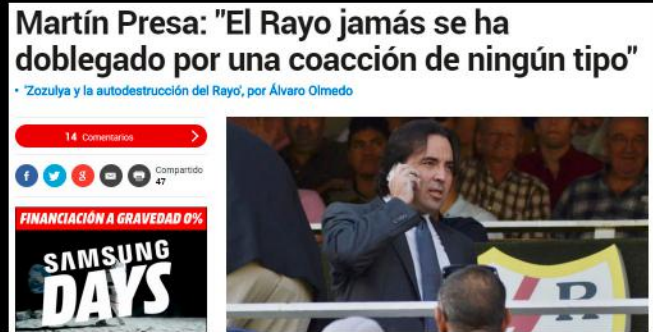 Martín Presa: "El Rayo jamás se ha
doblegado por una coacción de ningún tipo"
• 'Zozulya y la autodestrucción del Rayo', por Álvaro Olmedo
14 Comentarios
Compartido
47
FINANCIACIÓN A GRAVEDAD 0%
SAMSUNG
DAYS
R